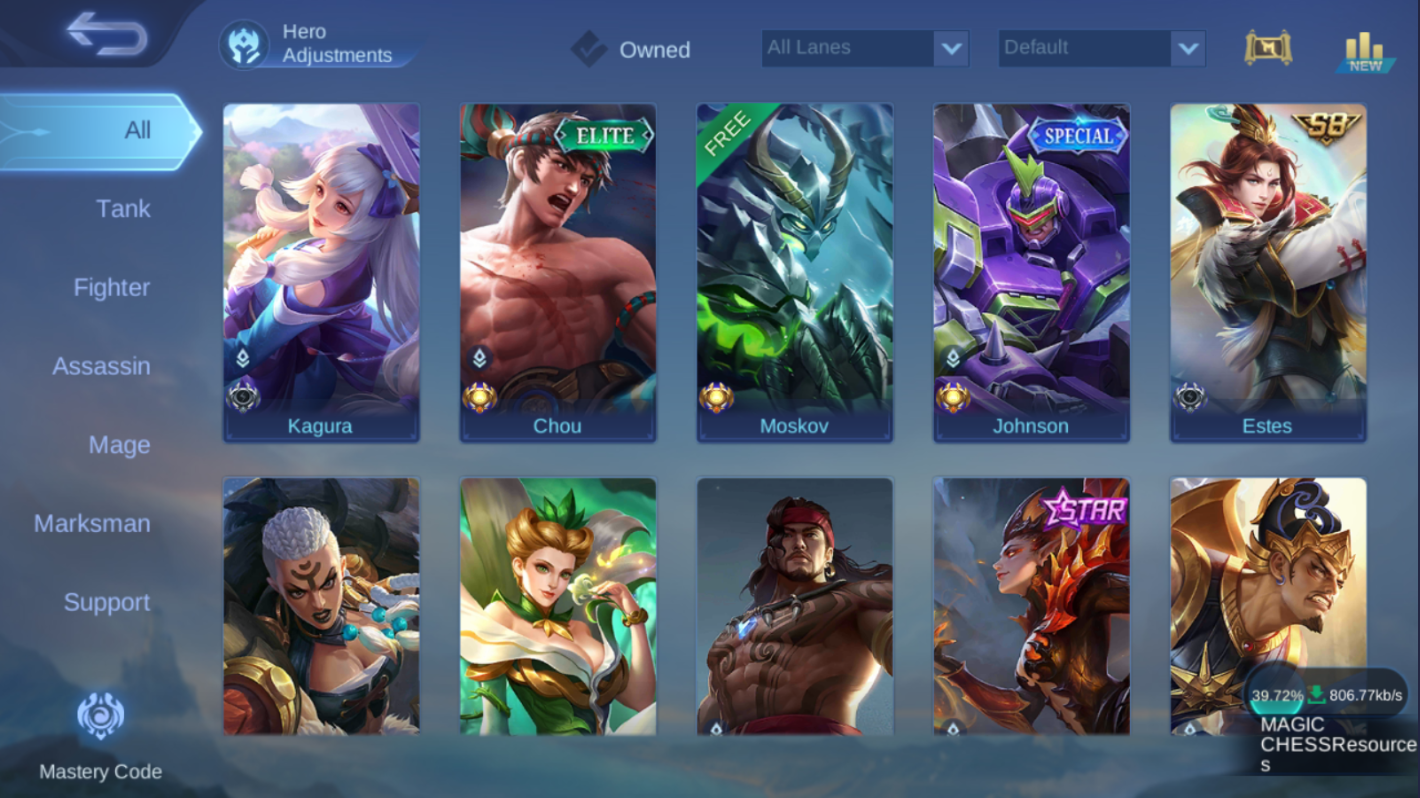 Hero
Adjustments
Owned
All Lanes
Default
NEW
All
Tank
Fighter
Assassin
Mage
Marksman
Support
Mastery Code
ELITE
FREE
SPECIAL
S8
Kagura
Chou
Moskov
Johnson
Estes
STAR
39.72% 806.77kb/s
MAGIC
CHESSResource
s